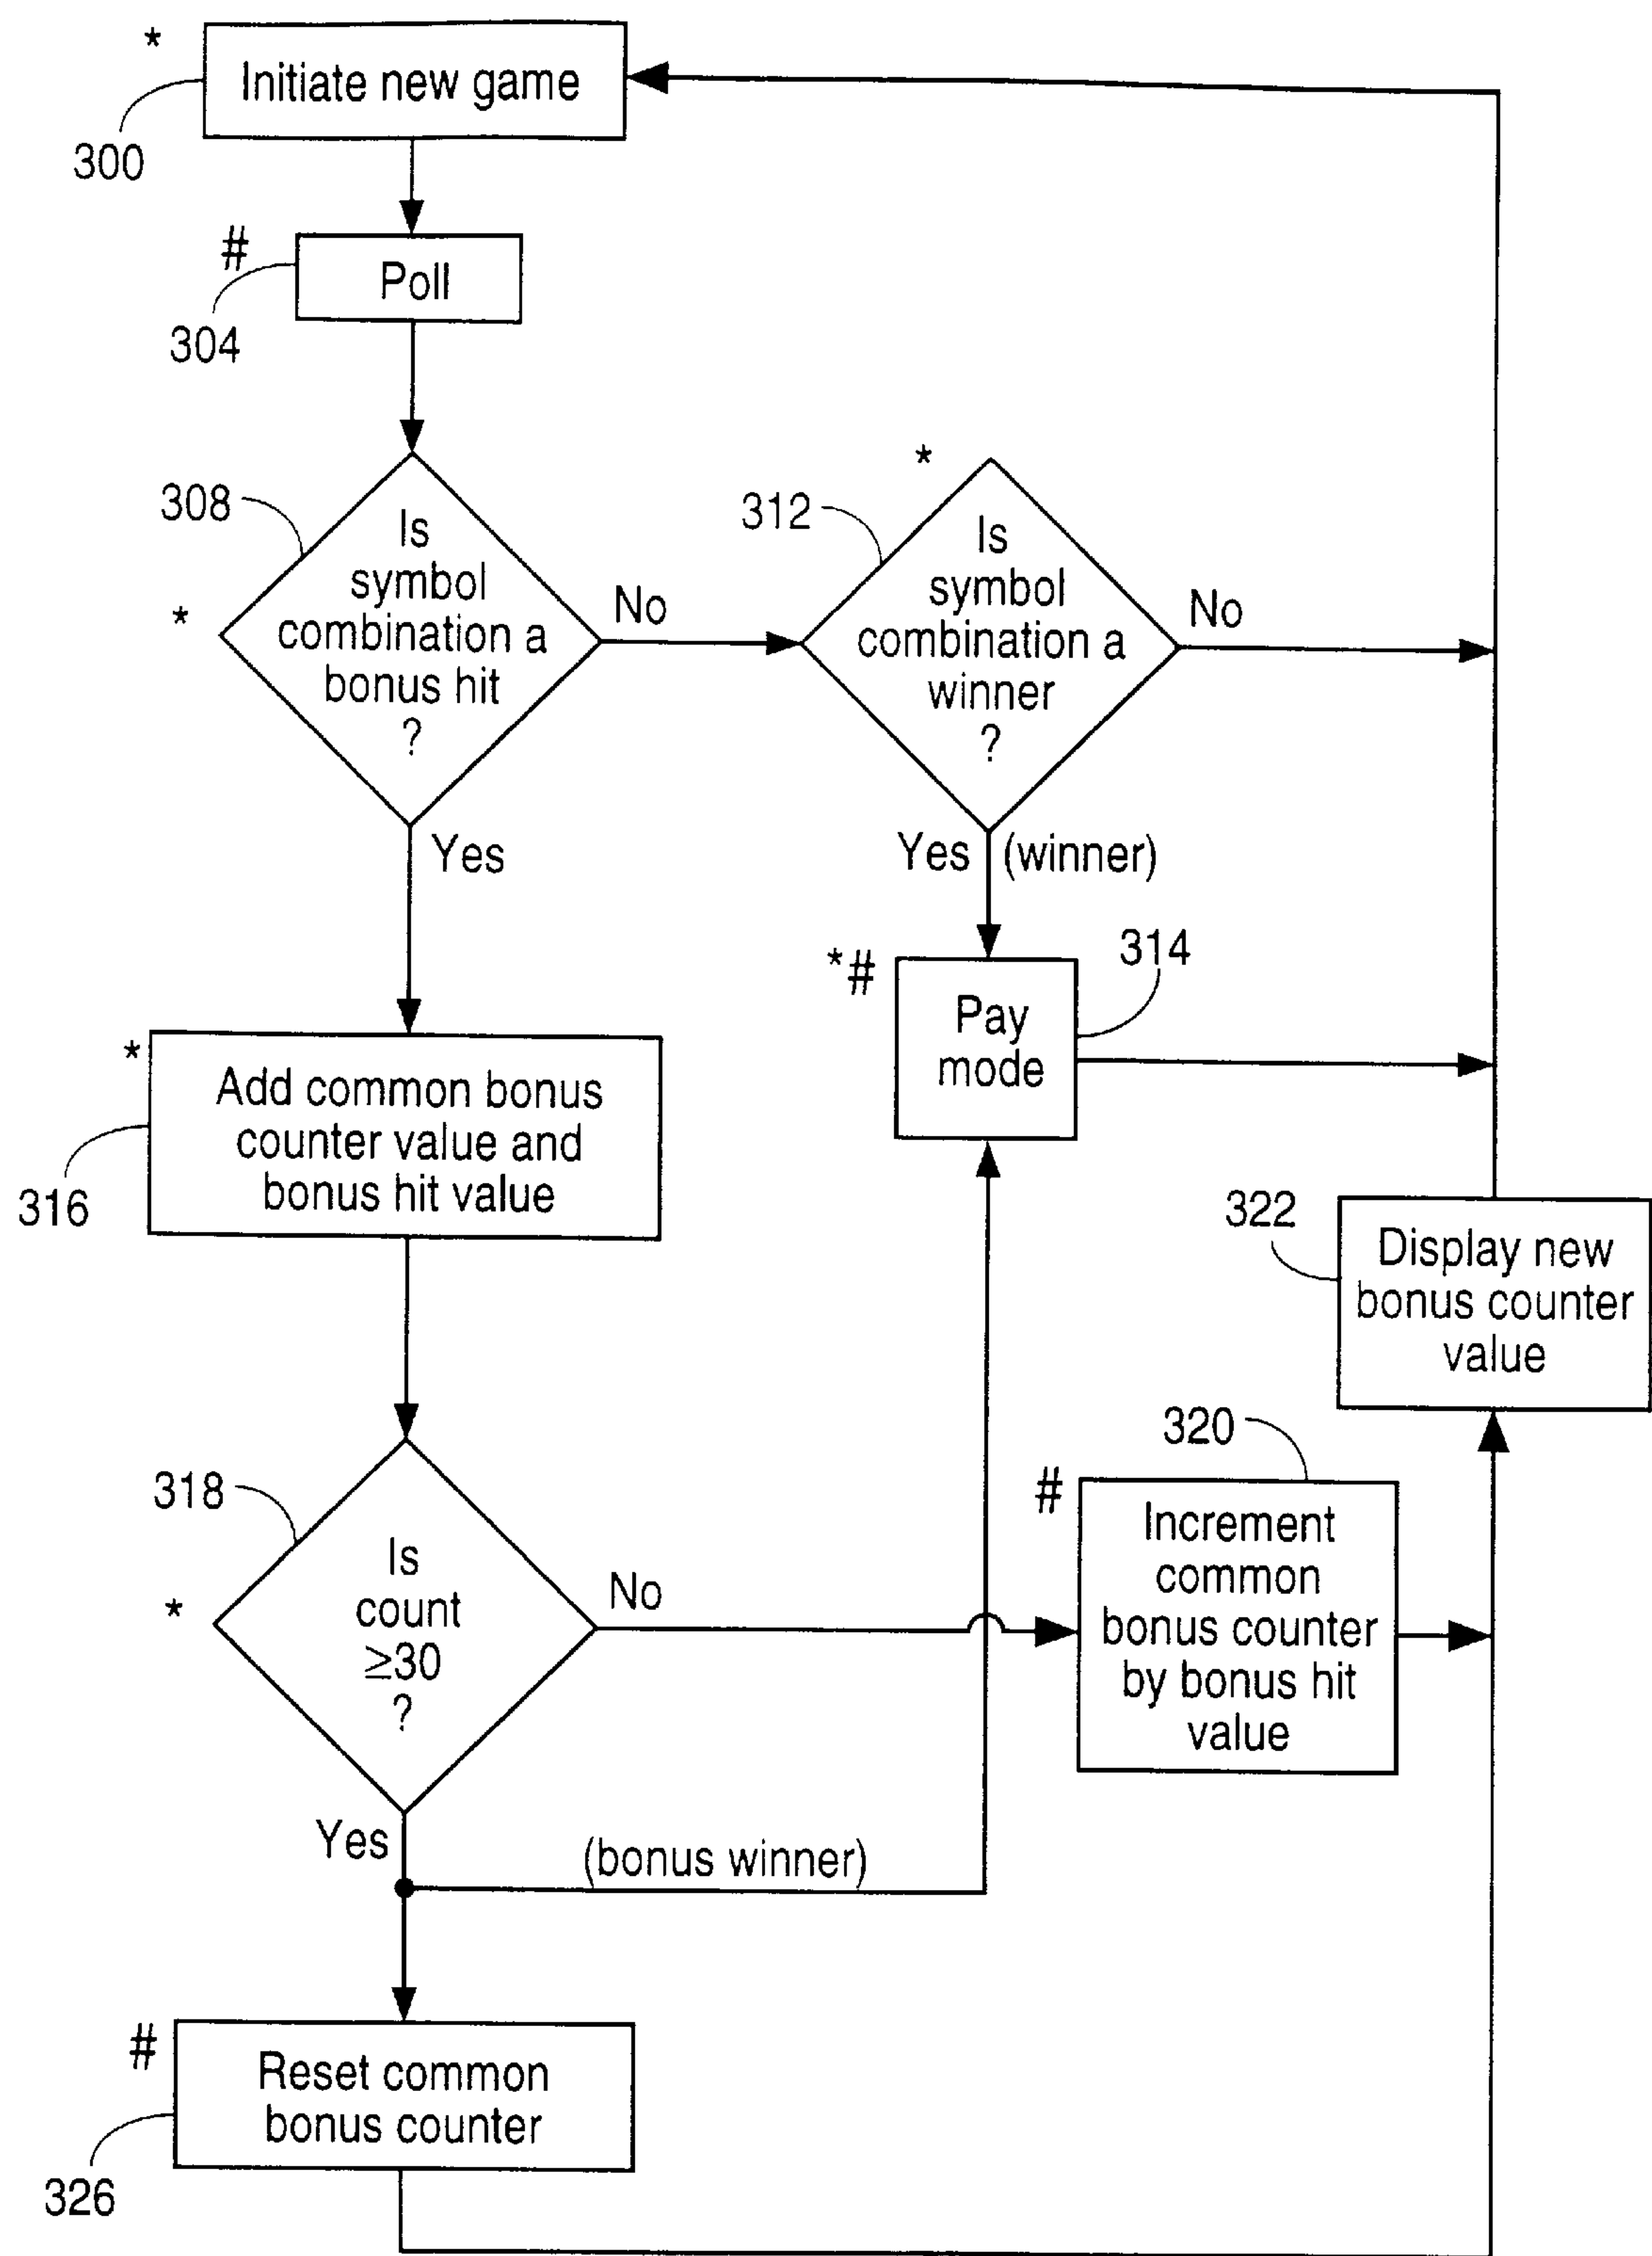 *
Initiate new game
300
#
Poll
304
308
Is
symbol
combination a
bonus hit
?
*
No
Yes
*
312
Is
symbol
combination a
winner
?
No
Yes (winner)
*#
314
Pay
mode
*
Add common bonus
counter value and
bonus hit value
316
322
Display new
bonus counter
value
318
Is
count
≥30
?
*
No
320
#
Increment
common
bonus counter
by bonus hit
value
Yes
(bonus winner)
#
Reset common
bonus counter
326